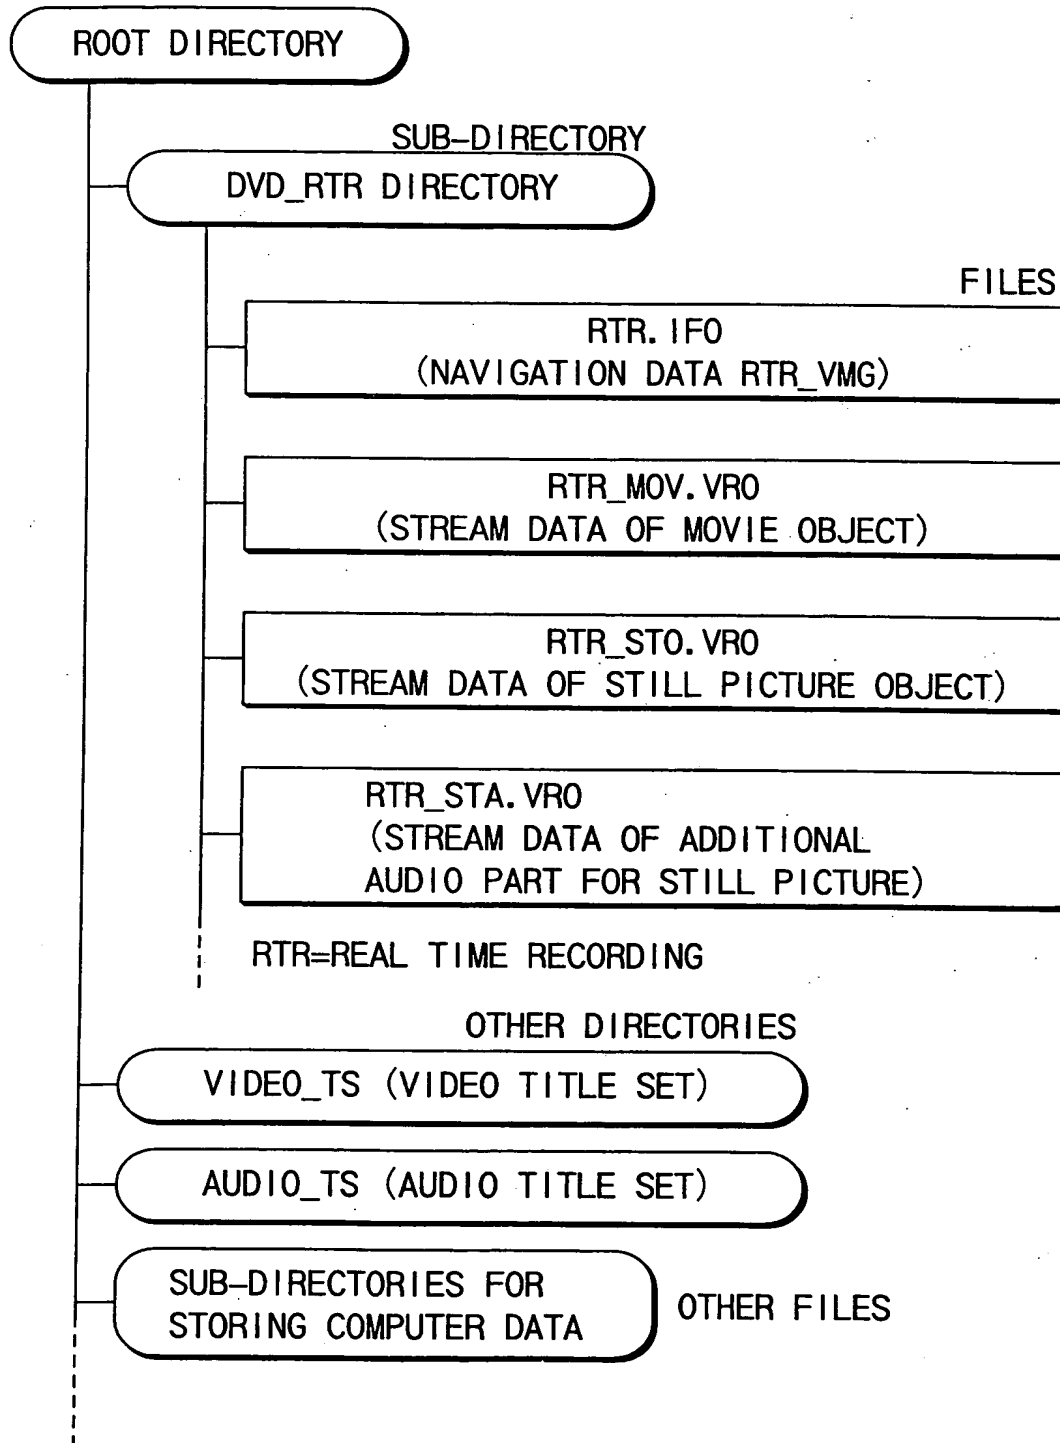 ROOT DIRECTORY
SUB-DIRECTORY
DVD_RTR DIRECTORY
FILES
RTR.IFO
(NAVIGATION DATA RTR_VMG)
RTR_MOV.VRO
(STREAM DATA OF MOVIE OBJECT)
RTR_STO.VRO
(STREAM DATA OF STILL PICTURE OBJECT)
RTR_STA.VRO
(STREAM DATA OF ADDITIONAL
AUDIO PART FOR STILL PICTURE)
RTR=REAL TIME RECORDING
OTHER DIRECTORIES
VIDEO_TS (VIDEO TITLE SET)
AUDIO_TS (AUDIO TITLE SET)
SUB-DIRECTORIES FOR
STORING COMPUTER DATA
OTHER FILES